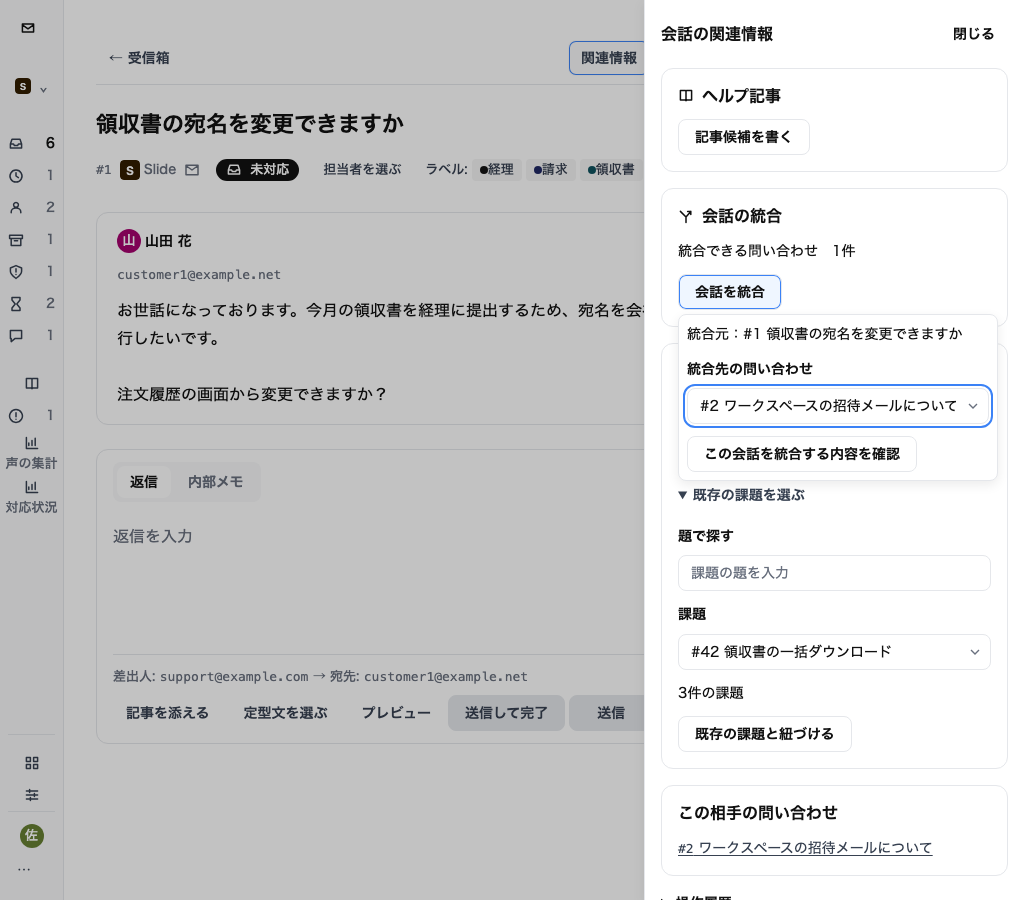 S
6
1
2
1
1
2
1
1
声の集計
対応状況
佐
…
← 受信箱
関連情報
領収書の宛名を変更できますか
#1 S Slide 未対応 担当者を選ぶ ラベル: 経理 請求 領収書
山 山田 花
customer1@example.net
お世話になっております。今月の領収書を経理に提出するため、宛名を会
行したいです。
注文履歴の画面から変更できますか？
返信 内部メモ
返信を入力
差出人: support@example.com → 宛先: customer1@example.net
記事を添える 定型文を選ぶ プレビュー 送信して完了 送信
会話の関連情報 閉じる
ヘルプ記事
記事候補を書く
会話の統合
統合できる問い合わせ 1件
会話を統合
統合元：#1 領収書の宛名を変更できますか
統合先の問い合わせ
#2 ワークスペースの招待メールについて
この会話を統合する内容を確認
▼ 既存の課題を選ぶ
題で探す
課題の題を入力
課題
#42 領収書の一括ダウンロード
3件の課題
既存の課題と紐づける
この相手の問い合わせ
#2 ワークスペースの招待メールについて